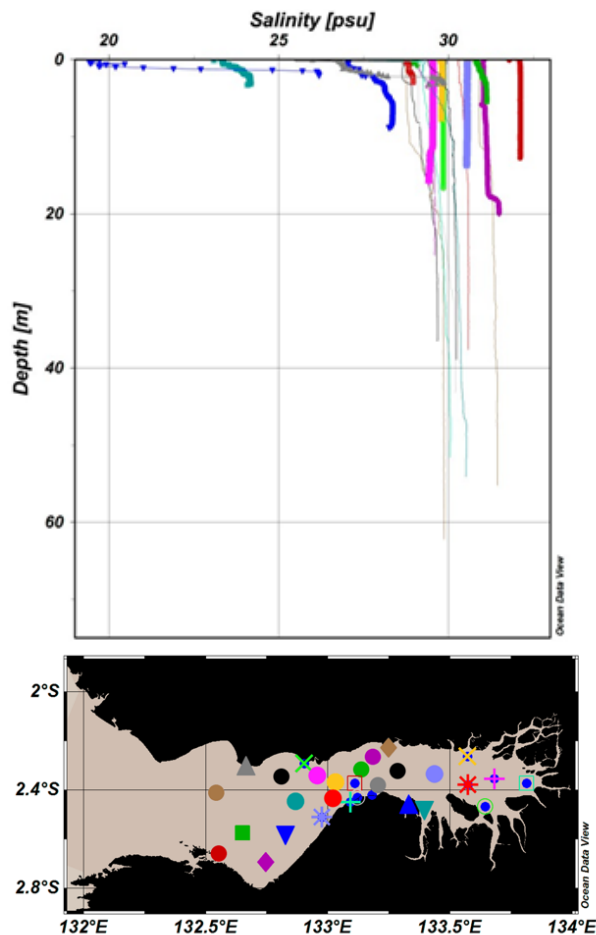 Salinity [psu]
20 25 30
0
20
40
60
Depth [m]
Ocean Data View
2°S
2.4°S
2.8°S
132°E 132.5°E 133°E 133.5°E 134°E
Ocean Data View